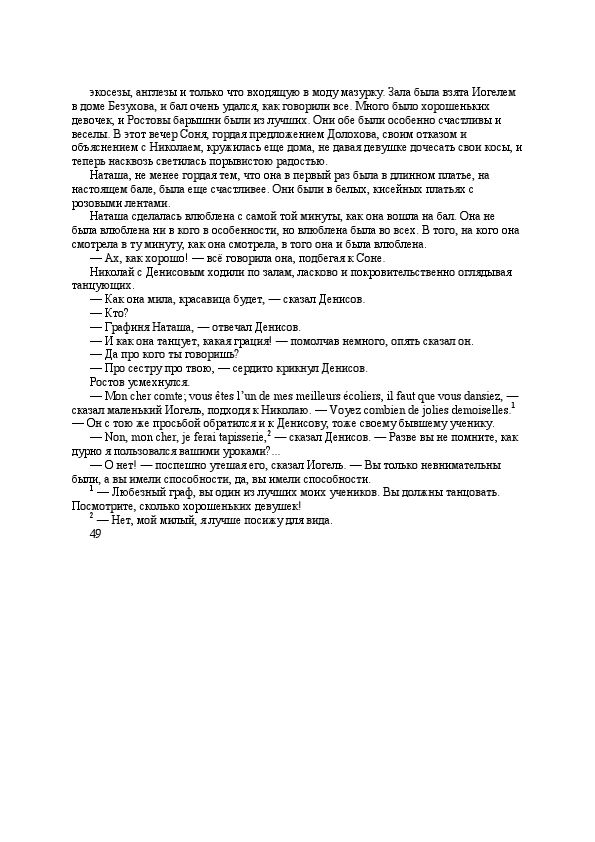 экосезы, англезы и только что входящую в моду мазурку. Зала была взята Иогелем
в доме Безухова, и бал очень удался, как говорили все. Много было хорошеньких
девочек, и Ростовы барышни были из лучших. Они обе были особенно счастливы и
веселы. В этот вечер Соня, гордая предложением Долохова, своим отказом и
объяснением с Николаем, кружилась еще дома, не давая девушке дочесать свои косы, и
теперь насквозь светилась порывистою радостью.
Наташа, не менее гордая тем, что она в первый раз была в длинном платье, на
настоящем бале, была еще счастливее. Они были в белых, кисейных платьях с
розовыми лентами.
Наташа сделалась влюблена с самой той минуты, как она вошла на бал. Она не
была влюблена ни в кого в особенности, но влюблена была во всех. В того, на кого она
смотрела в ту минуту, как она смотрела, в того она и была влюблена.
— Ах, как хорошо! — всё говорила она, подбегая к Соне.
Николай с Денисовым ходили по залам, ласково и покровительственно оглядывая
танцующих.
— Как она мила, красавица будет, — сказал Денисов.
— Кто?
— Графиня Наташа, — отвечал Денисов.
— И как она танцует, какая грация! — помолчав немного, опять сказал он.
— Да про кого ты говоришь?
— Про сестру про твою, — сердито крикнул Денисов.
Ростов усмехнулся.
— Mon cher comte; vous êtes l’un de mes meilleurs écoliers, il faut que vous dansiez, —
сказал маленький Иогель, подходя к Николаю. — Voyez combien de jolies demoiselles.1
— Он с тою же просьбой обратился и к Денисову, тоже своему бывшему ученику.
— Non, mon cher, je ferai tapisserie,2 — сказал Денисов. — Разве вы не помните, как
дурно я пользовался вашими уроками?...
— О нет! — поспешно утешая его, сказал Иогель. — Вы только невнимательны
были, а вы имели способности, да, вы имели способности.
1 — Любезный граф, вы один из лучших моих учеников. Вы должны танцовать.
Посмотрите, сколько хорошеньких девушек!
2 — Нет, мой милый, я лучше посижу для вида.
49